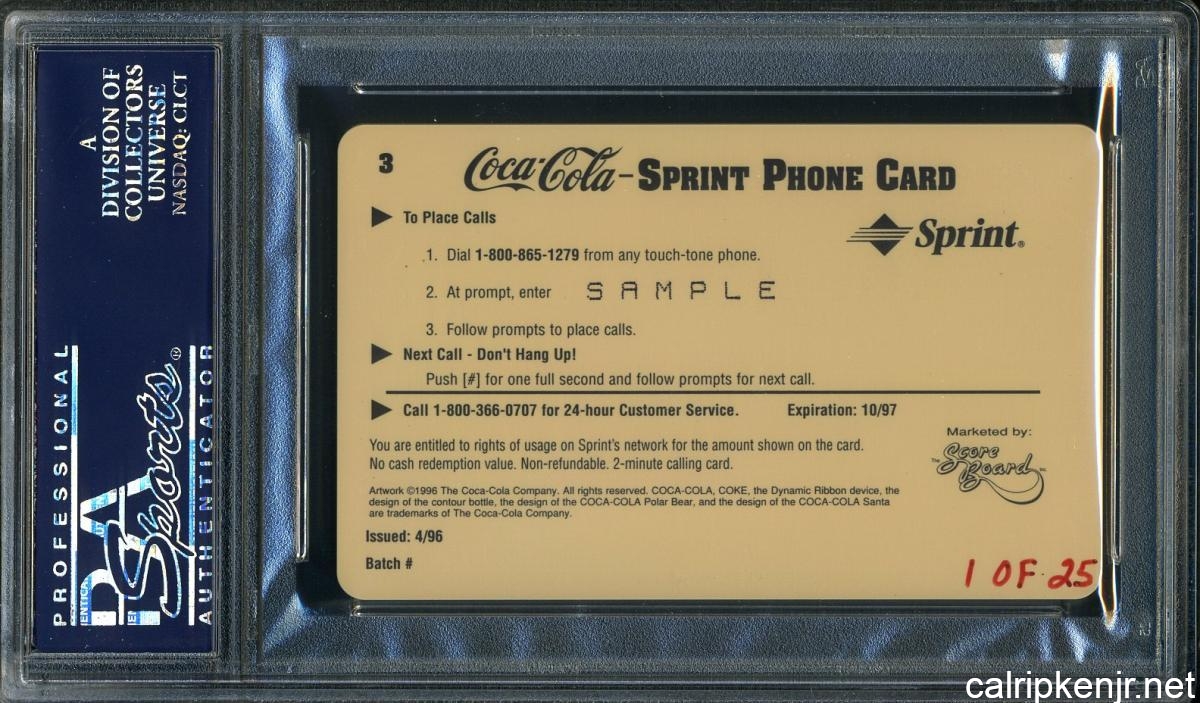 A
DIVISION OF
COLLECTORS
UNIVERSE
NASDAQ: CLCT
PROFESSIONAL
PSA
Sports®
AUTHENTICATOR
3
Coca-Cola-SPRINT PHONE CARD
To Place Calls
Sprint®
1. Dial 1-800-865-1279 from any touch-tone phone.
2. At prompt, enter SAMPLE
3. Follow prompts to place calls.
Next Call - Don't Hang Up!
Push [#] for one full second and follow prompts for next call.
Call 1-800-366-0707 for 24-hour Customer Service. Expiration: 10/97
You are entitled to rights of usage on Sprint's network for the amount shown on the card.
No cash redemption value. Non-refundable. 2-minute calling card.
Marketed by:
The Score
Board
Artwork ©1996 The Coca-Cola Company. All rights reserved. COCA-COLA, COKE, the Dynamic Ribbon device, the
design of the contour bottle, the design of the COCA-COLA Polar Bear, and the design of the COCA-COLA Santa
are trademarks of The Coca-Cola Company.
Issued: 4/96
Batch #
1 OF 25
calripkenjr.net